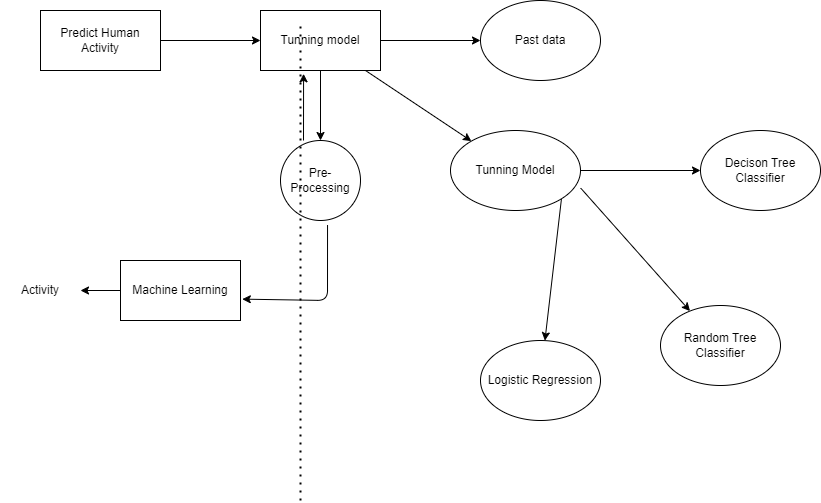 Predict Human
Activity
Tunning model
Past data
Pre-
Processing
Tunning Model
Decison Tree
Classifier
Activity
Machine Learning
Random Tree
Classifier
Logistic Regression